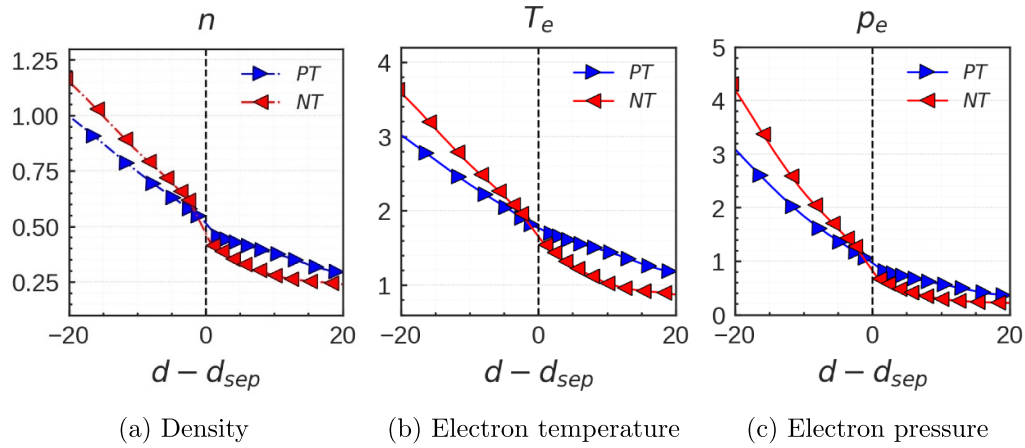 n
1.25
1.00
0.75
0.50
0.25
−20
0
20
PT
NT
d − d_sep
(a) Density
T_e
4
3
2
1
−20
0
20
PT
NT
d − d_sep
(b) Electron temperature
p_e
5
4
3
2
1
0
−20
0
20
PT
NT
d − d_sep
(c) Electron pressure